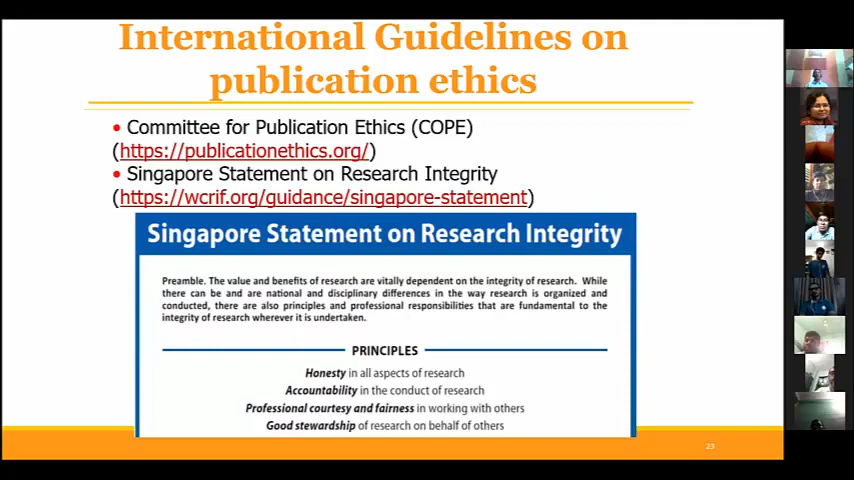 International Guidelines on
publication ethics
• Committee for Publication Ethics (COPE)
(https://publicationethics.org/)
• Singapore Statement on Research Integrity
(https://wcrif.org/guidance/singapore-statement)
Singapore Statement on Research Integrity
Preamble. The value and benefits of research are vitally dependent on the integrity of research. While
there can be and are national and disciplinary differences in the way research is organized and
conducted, there are also principles and professional responsibilities that are fundamental to the
integrity of research wherever it is undertaken.
PRINCIPLES
Honesty in all aspects of research
Accountability in the conduct of research
Professional courtesy and fairness in working with others
Good stewardship of research on behalf of others
23